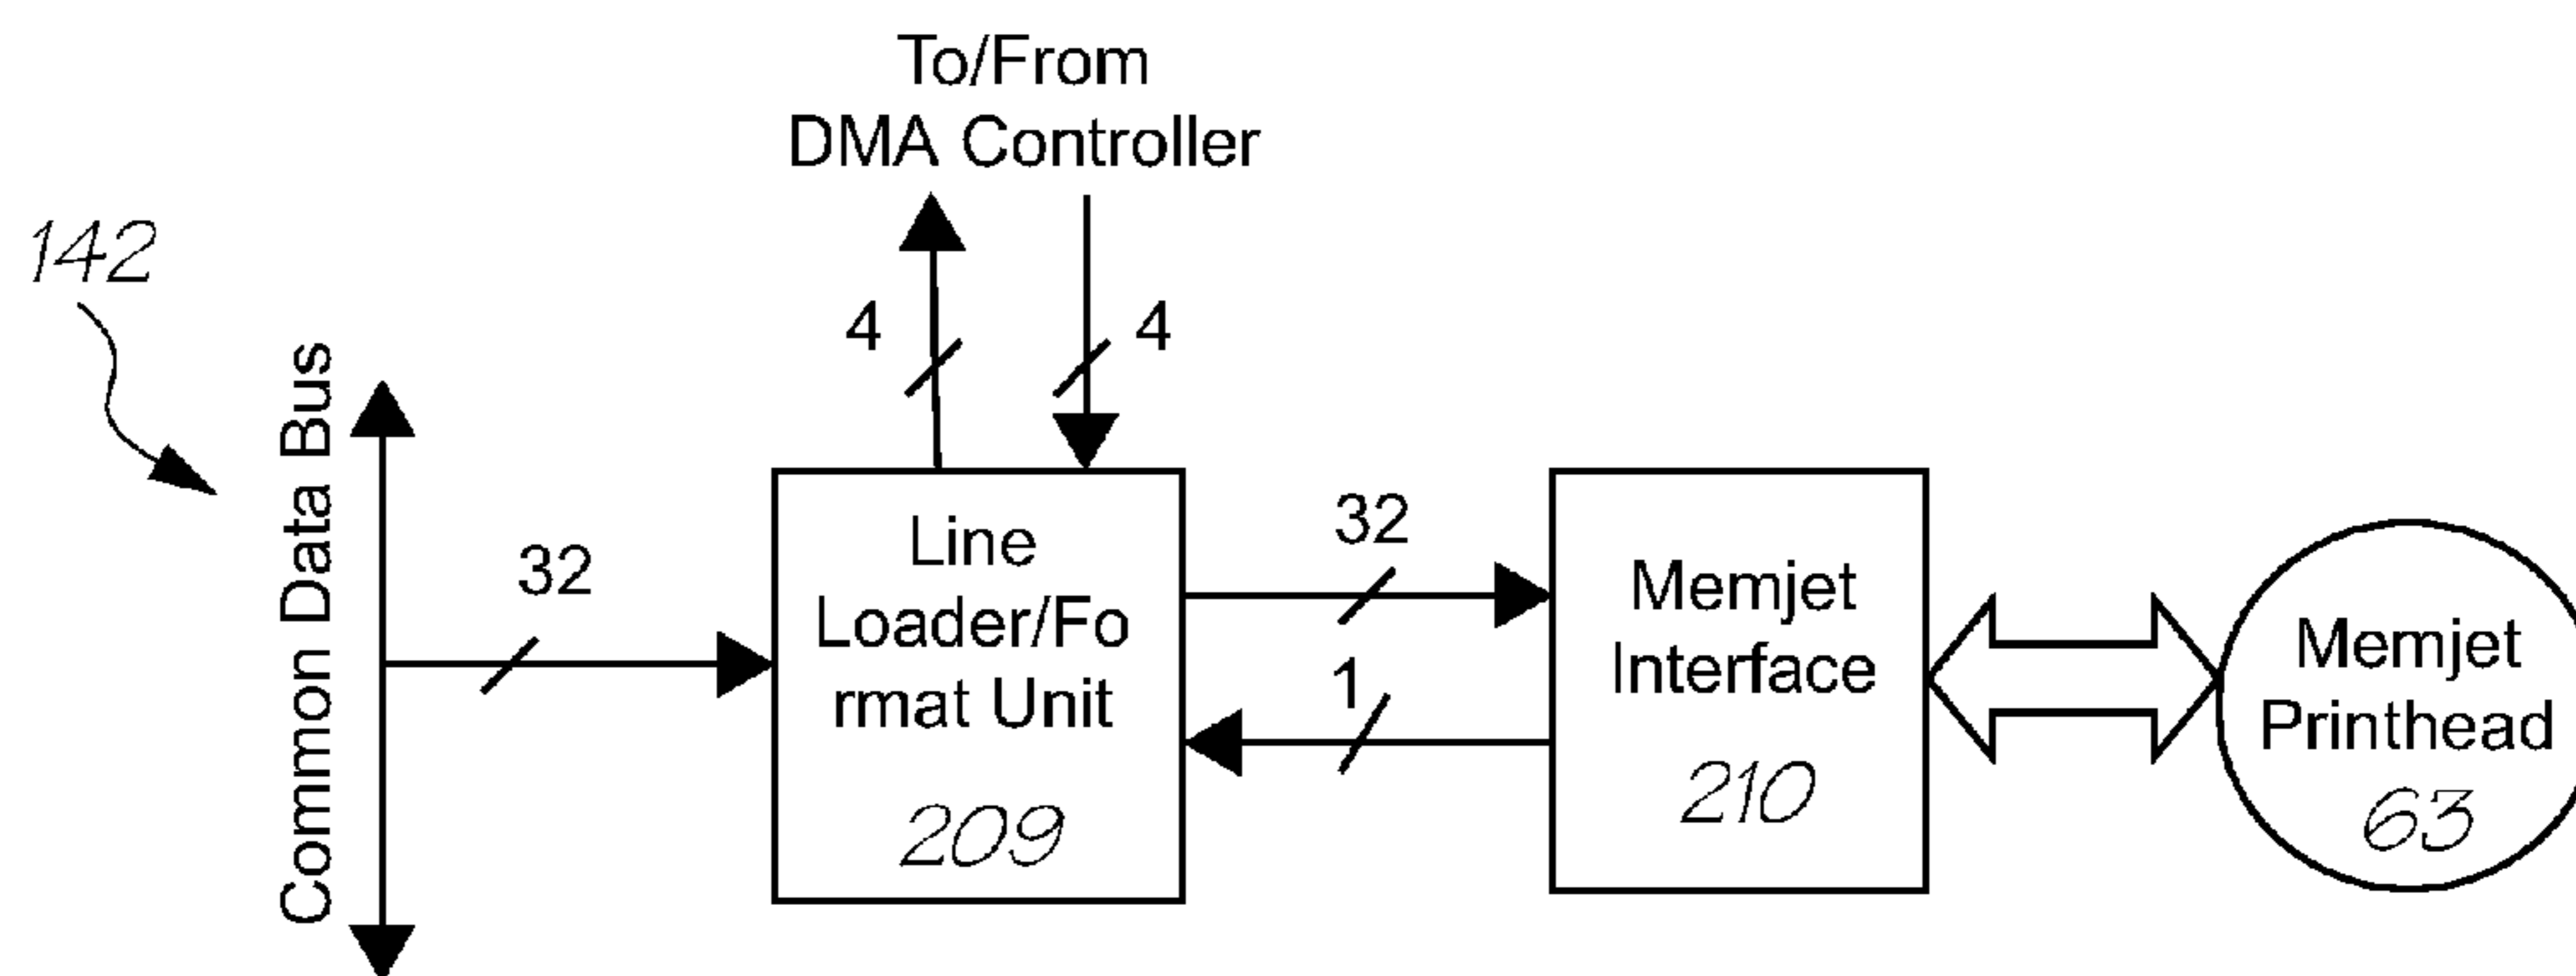 To/From
DMA Controller
142
4
4
Common Data Bus
32
Line
Loader/Fo
rmat Unit
209
32
1
Memjet
Interface
210
Memjet
Printhead
63